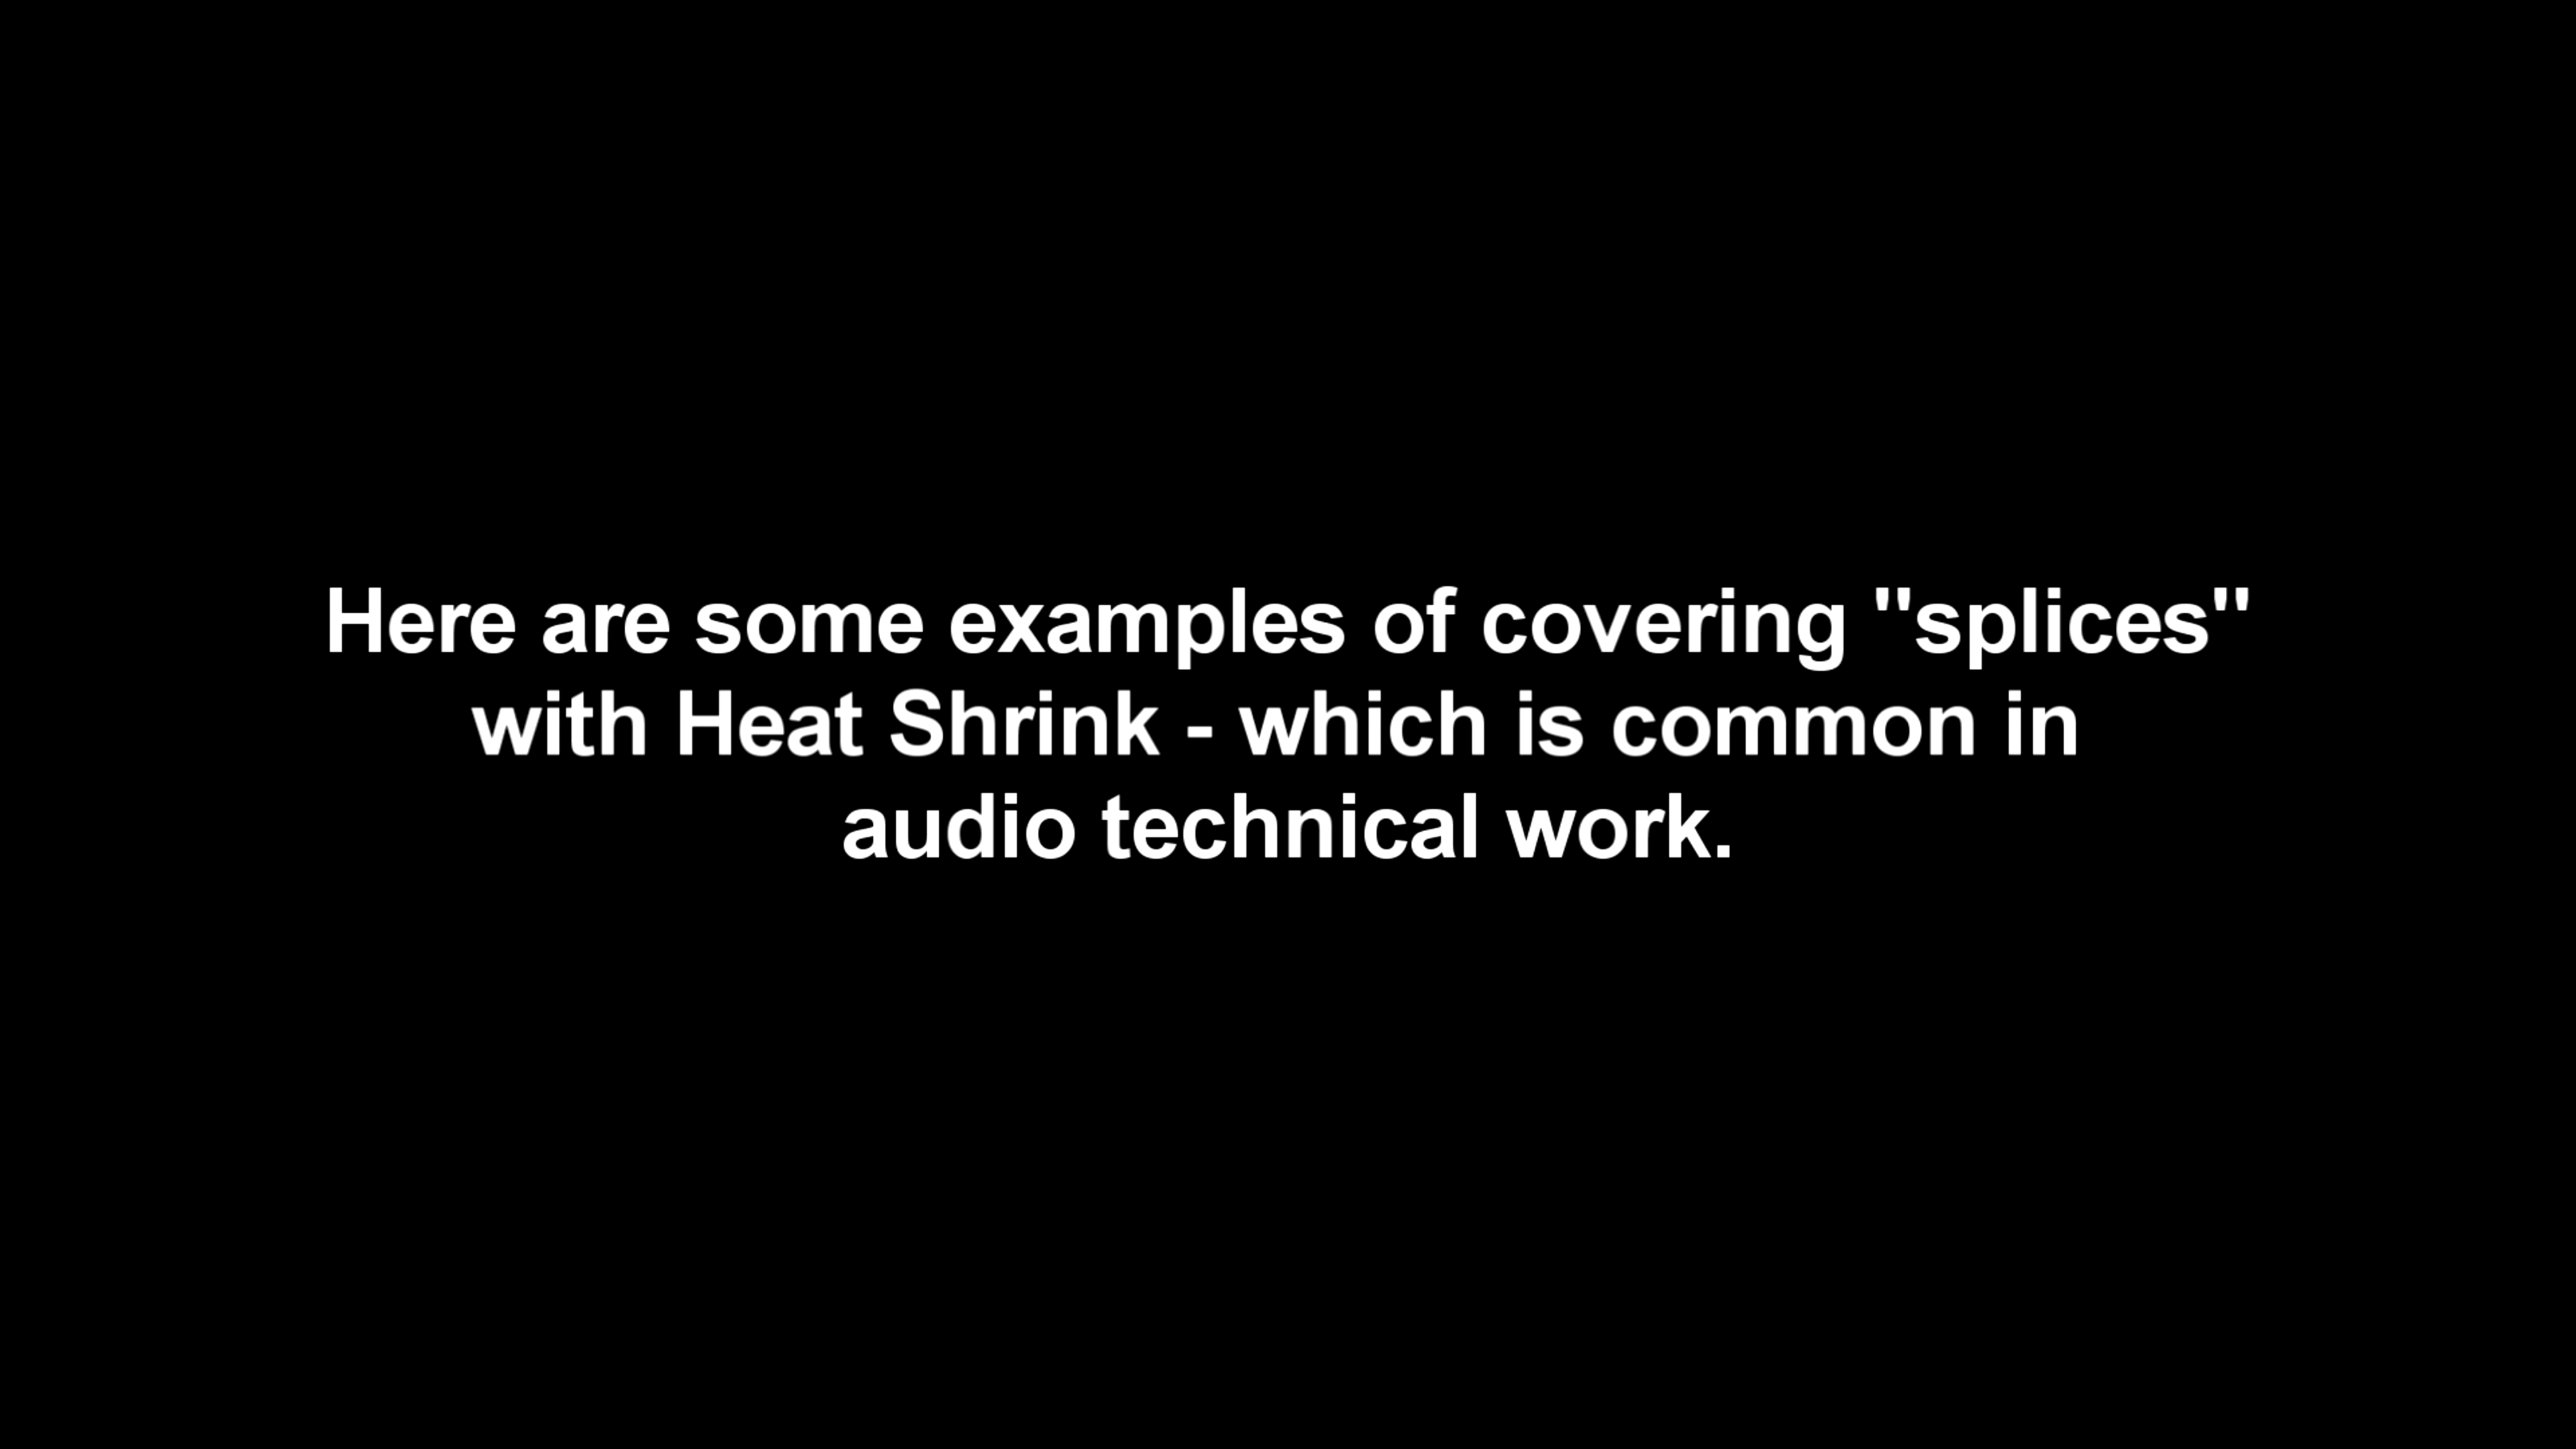 Here are some examples of covering "splices"
with Heat Shrink - which is common in
audio technical work.